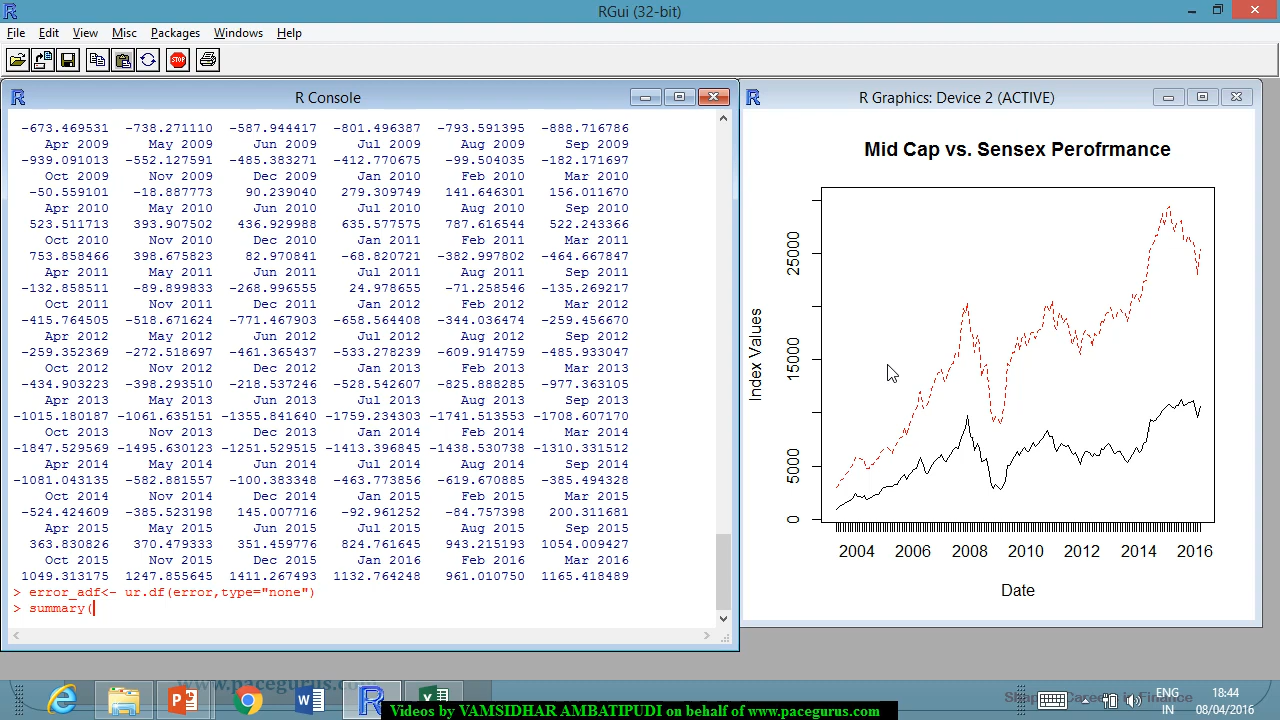 RGui (32-bit)
File Edit View Misc Packages Windows Help
STOP
R Console
-673.469531 -738.271110 -587.944417 -801.496387 -793.591395 -888.716786
Apr 2009 May 2009 Jun 2009 Jul 2009 Aug 2009 Sep 2009
-939.091013 -552.127591 -485.383271 -412.770675 -99.504035 -182.171697
Oct 2009 Nov 2009 Dec 2009 Jan 2010 Feb 2010 Mar 2010
-50.559101 -18.887773 90.239040 279.309749 141.646301 156.011670
Apr 2010 May 2010 Jun 2010 Jul 2010 Aug 2010 Sep 2010
523.511713 393.907502 436.929988 635.577575 787.616544 522.243366
Oct 2010 Nov 2010 Dec 2010 Jan 2011 Feb 2011 Mar 2011
753.858466 398.675823 82.970841 -68.820721 -382.997802 -464.667847
Apr 2011 May 2011 Jun 2011 Jul 2011 Aug 2011 Sep 2011
-132.858511 -89.899833 -268.996555 24.978655 -71.258546 -135.269217
Oct 2011 Nov 2011 Dec 2011 Jan 2012 Feb 2012 Mar 2012
-415.764505 -518.671624 -771.467903 -658.564408 -344.036474 -259.456670
Apr 2012 May 2012 Jun 2012 Jul 2012 Aug 2012 Sep 2012
-259.352369 -272.518697 -461.365437 -533.278239 -609.914759 -485.933047
Oct 2012 Nov 2012 Dec 2012 Jan 2013 Feb 2013 Mar 2013
-434.903223 -398.293510 -218.537246 -528.542607 -825.888285 -977.363105
Apr 2013 May 2013 Jun 2013 Jul 2013 Aug 2013 Sep 2013
-1015.180187 -1061.635151 -1355.841640 -1759.234303 -1741.513553 -1708.607170
Oct 2013 Nov 2013 Dec 2013 Jan 2014 Feb 2014 Mar 2014
-1847.529569 -1495.630123 -1251.529515 -1413.396845 -1438.530738 -1310.331512
Apr 2014 May 2014 Jun 2014 Jul 2014 Aug 2014 Sep 2014
-1081.043135 -582.881557 -100.383348 -463.773856 -619.670885 -385.494328
Oct 2014 Nov 2014 Dec 2014 Jan 2015 Feb 2015 Mar 2015
-524.424609 -385.523198 145.007716 -92.961252 -84.757398 200.311681
Apr 2015 May 2015 Jun 2015 Jul 2015 Aug 2015 Sep 2015
363.830826 370.479333 351.459776 824.761645 943.215193 1054.009427
Oct 2015 Nov 2015 Dec 2015 Jan 2016 Feb 2016 Mar 2016
1049.313175 1247.855645 1411.267493 1132.764248 961.010750 1165.418489
> error_adf<- ur.df(error,type="none")
> summary(
R Graphics: Device 2 (ACTIVE)
Mid Cap vs. Sensex Perofrmance
Index Values
25000
15000
5000
0
2004 2006 2008 2010 2012 2014 2016
Date
www.pacegurus.com
in Finance
ENG
IN
18:44
08/04/2016
Videos by VAMSIDHAR AMBATIPUDI on behalf of www.pacegurus.com